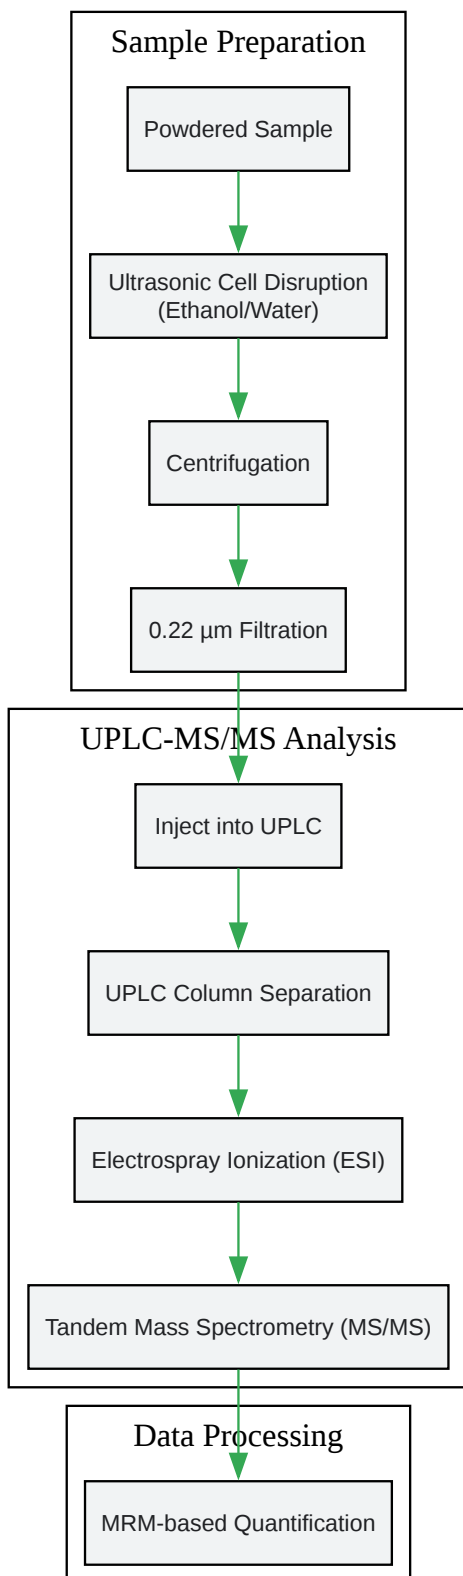 Sample Preparation
Powdered Sample
Ultrasonic Cell Disruption
(Ethanol/Water)
Centrifugation
0.22 µm Filtration
UPLC-MS/MS Analysis
Inject into UPLC
UPLC Column Separation
Electrospray Ionization (ESI)
Tandem Mass Spectrometry (MS/MS)
Data Processing
MRM-based Quantification